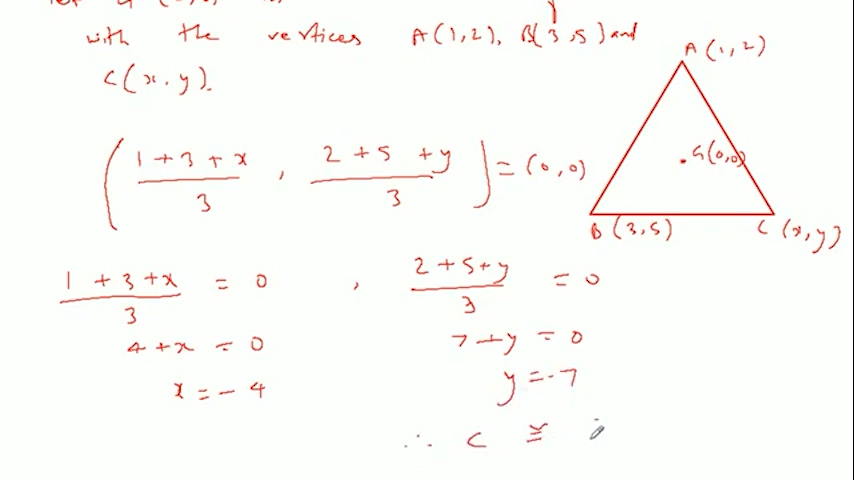 with the vertices A(1,2), B(3,5) and
C(x,y).
A(1,2)
(1+3+x/3 , 2+5+y/3) = (0,0)
G(0,0)
B(3,5)
C(x,y)
1+3+x/3 = 0 , 2+5+y/3 = 0
4+x = 0
7+y = 0
x = -4
y = -7
∴ C ≅